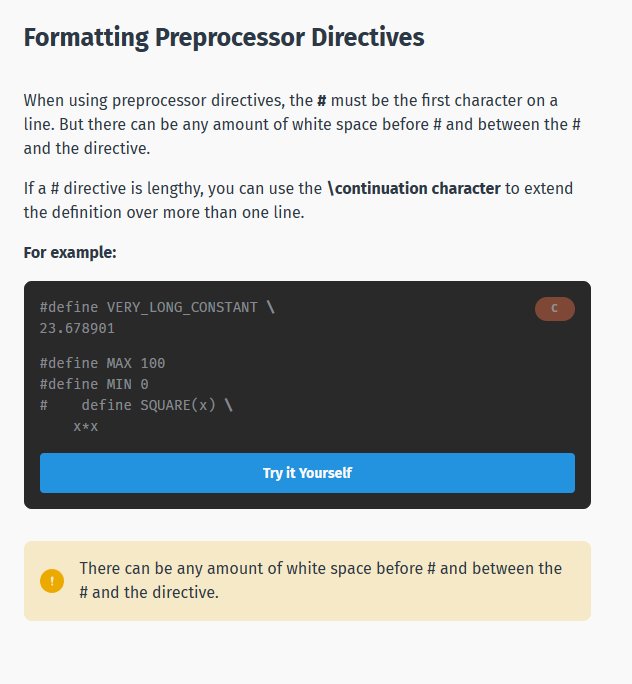 Formatting Preprocessor Directives
When using preprocessor directives, the # must be the first character on a
line. But there can be any amount of white space before # and between the #
and the directive.
If a # directive is lengthy, you can use the \continuation character to extend
the definition over more than one line.
For example:
#define VERY_LONG_CONSTANT \
C
23.678901
#define MAX 100
#define MIN 0
#    define SQUARE(x) \
    x*x
Try it Yourself
!
There can be any amount of white space before # and between the
# and the directive.